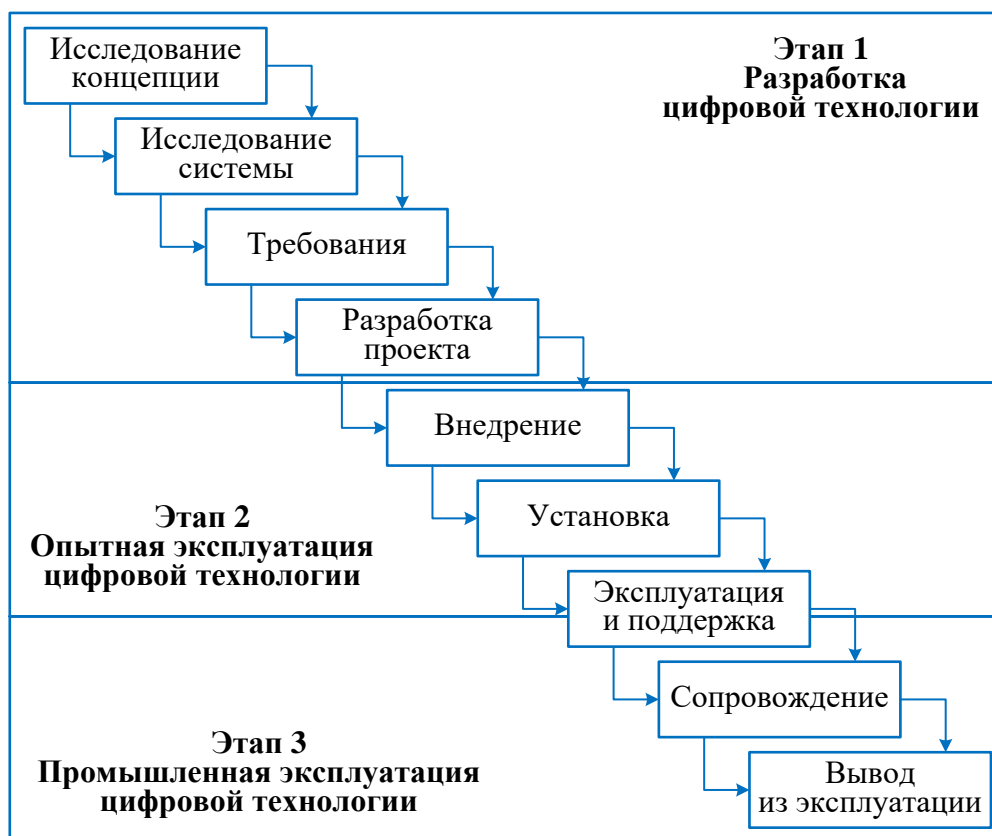 Исследование
концепции
Этап 1
Разработка
цифровой технологии
Исследование
системы
Требования
Разработка
проекта
Внедрение
Этап 2
Опытная эксплуатация
цифровой технологии
Установка
Эксплуатация
и поддержка
Сопровождение
Этап 3
Промышленная эксплуатация
цифровой технологии
Вывод
из эксплуатации